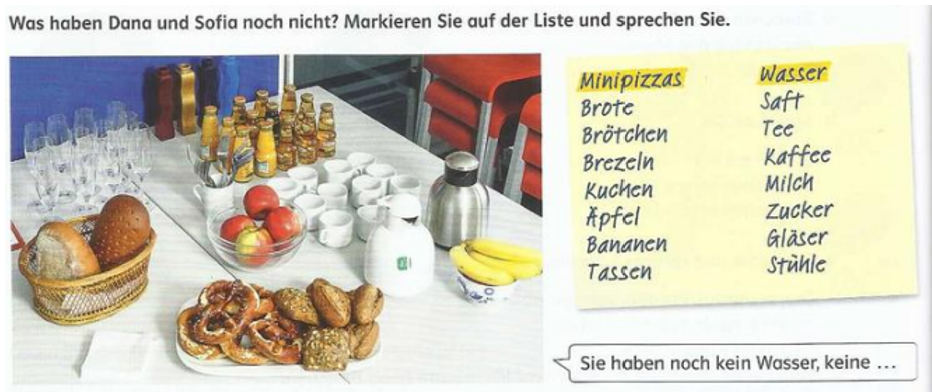 Was haben Dana und Sofia noch nicht? Markieren Sie auf der Liste und sprechen Sie.
Minipizzas
Brote
Brötchen
Brezeln
Kuchen
Äpfel
Bananen
Tassen
Wasser
Saft
Tee
Kaffee
Milch
Zucker
Gläser
Stühle
Sie haben noch kein Wasser, keine ...